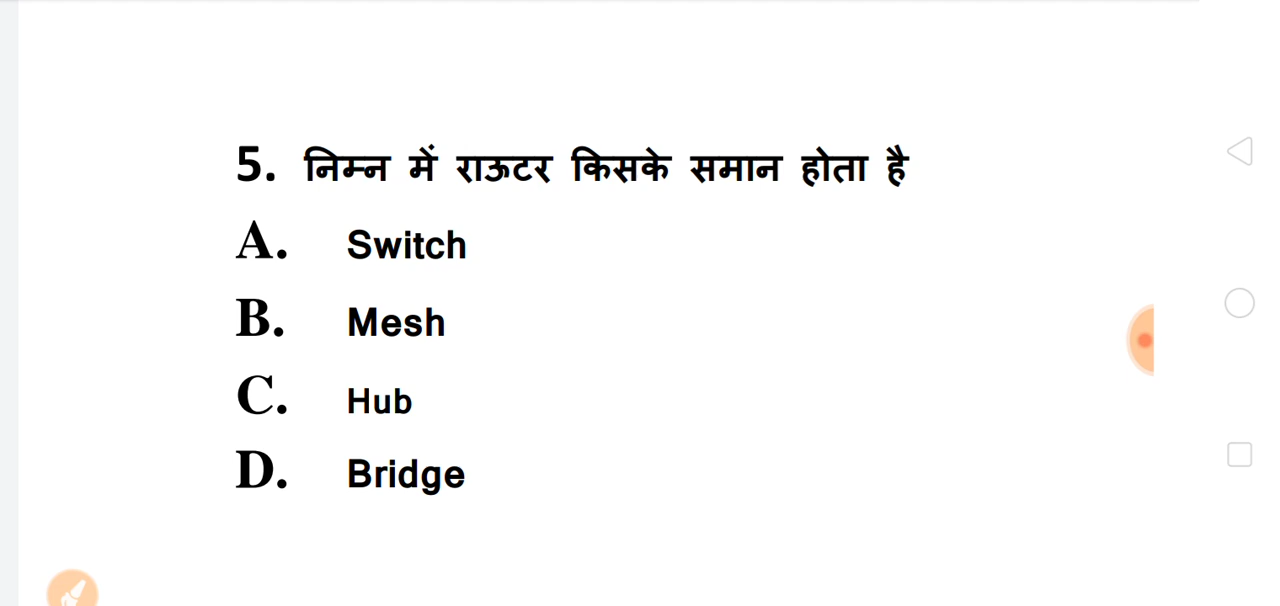 5. निम्न में राऊटर किसके समान होता है
A. Switch
B. Mesh
C. Hub
D. Bridge